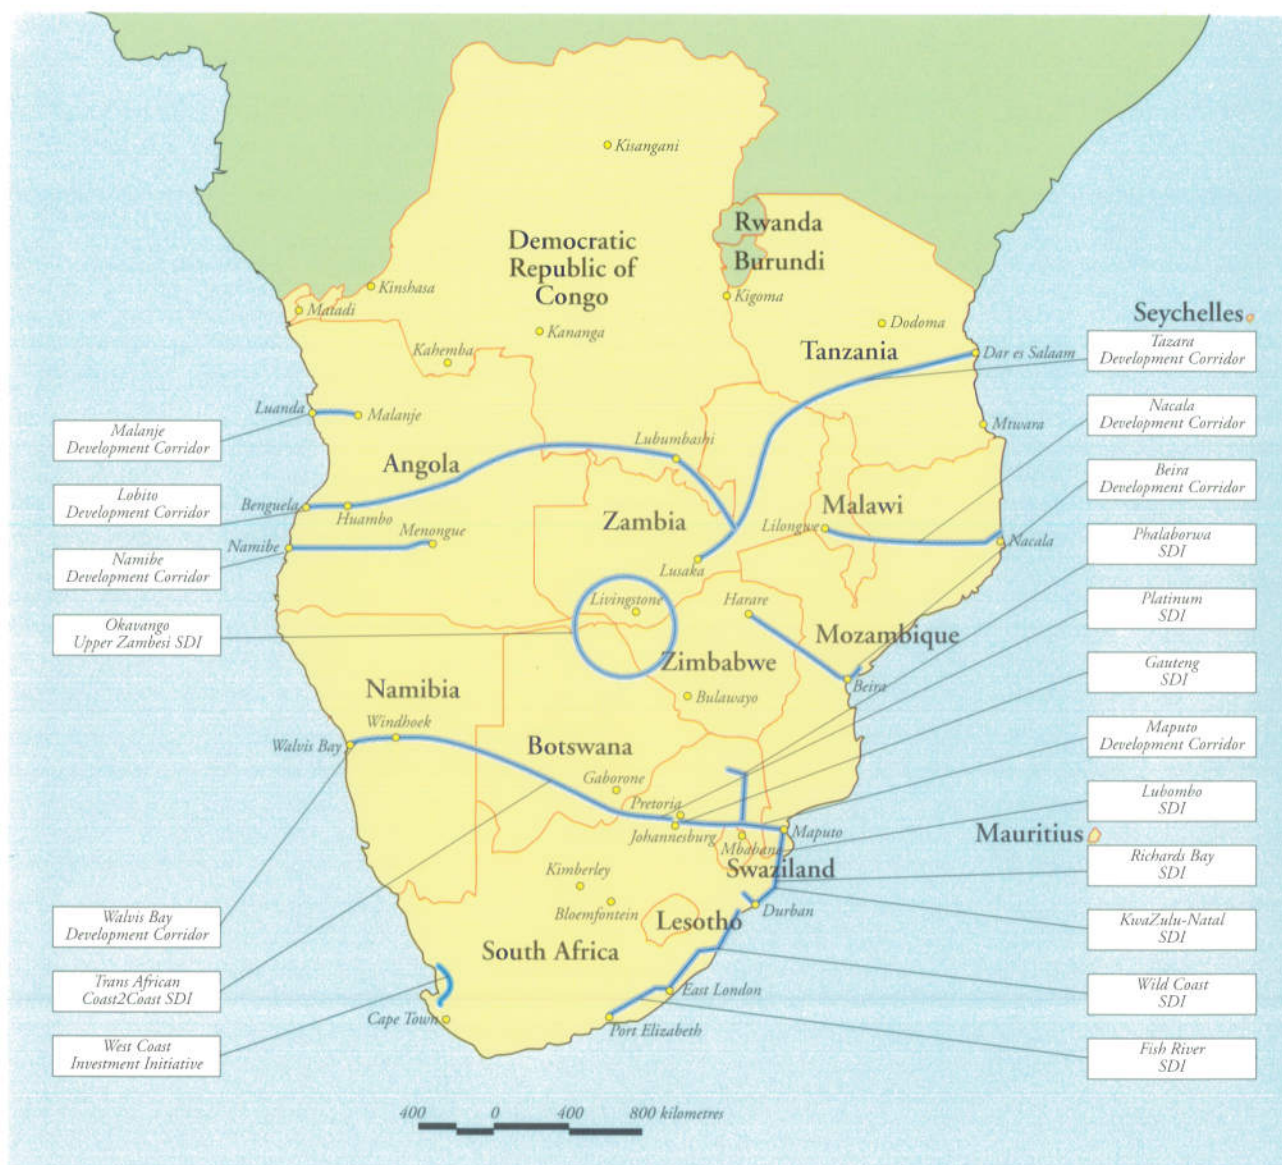 Kisangani
Rwanda
Democratic
Republic of
Congo
Burundi
Kinshasa
Kigoma
Matadi
Seychelles
Kananga
Dodoma
Tanzania
Kahemba
Dar es Salaam
Tazara
Development Corridor
Luanda
Malanje
Nacala
Development Corridor
Mtwara
Malanje
Development Corridor
Lubumbashi
Angola
Beira
Development Corridor
Lobito
Development Corridor
Benguela
Huambo
Zambia
Malawi
Lilongwe
Menongue
Namibe
Nacala
Phalaborwa
SDI
Namibe
Development Corridor
Lusaka
Livingstone
Harare
Platinum
SDI
Okavango
Upper Zambesi SDI
Mozambique
Zimbabwe
Gauteng
SDI
Namibia
Beira
Bulawayo
Windhoek
Walvis Bay
Botswana
Maputo
Development Corridor
Gaborone
Pretoria
Johannesburg
Maputo
Mbabane
Lubombo
SDI
Mauritius
Swaziland
Kimberley
Richards Bay
SDI
Bloemfontein
Durban
Lesotho
Walvis Bay
Development Corridor
KwaZulu-Natal
SDI
South Africa
Trans African
Coast2Coast SDI
East London
Wild Coast
SDI
Cape Town
Port Elizabeth
West Coast
Investment Initiative
Fish River
SDI
400 0 400 800 kilometres